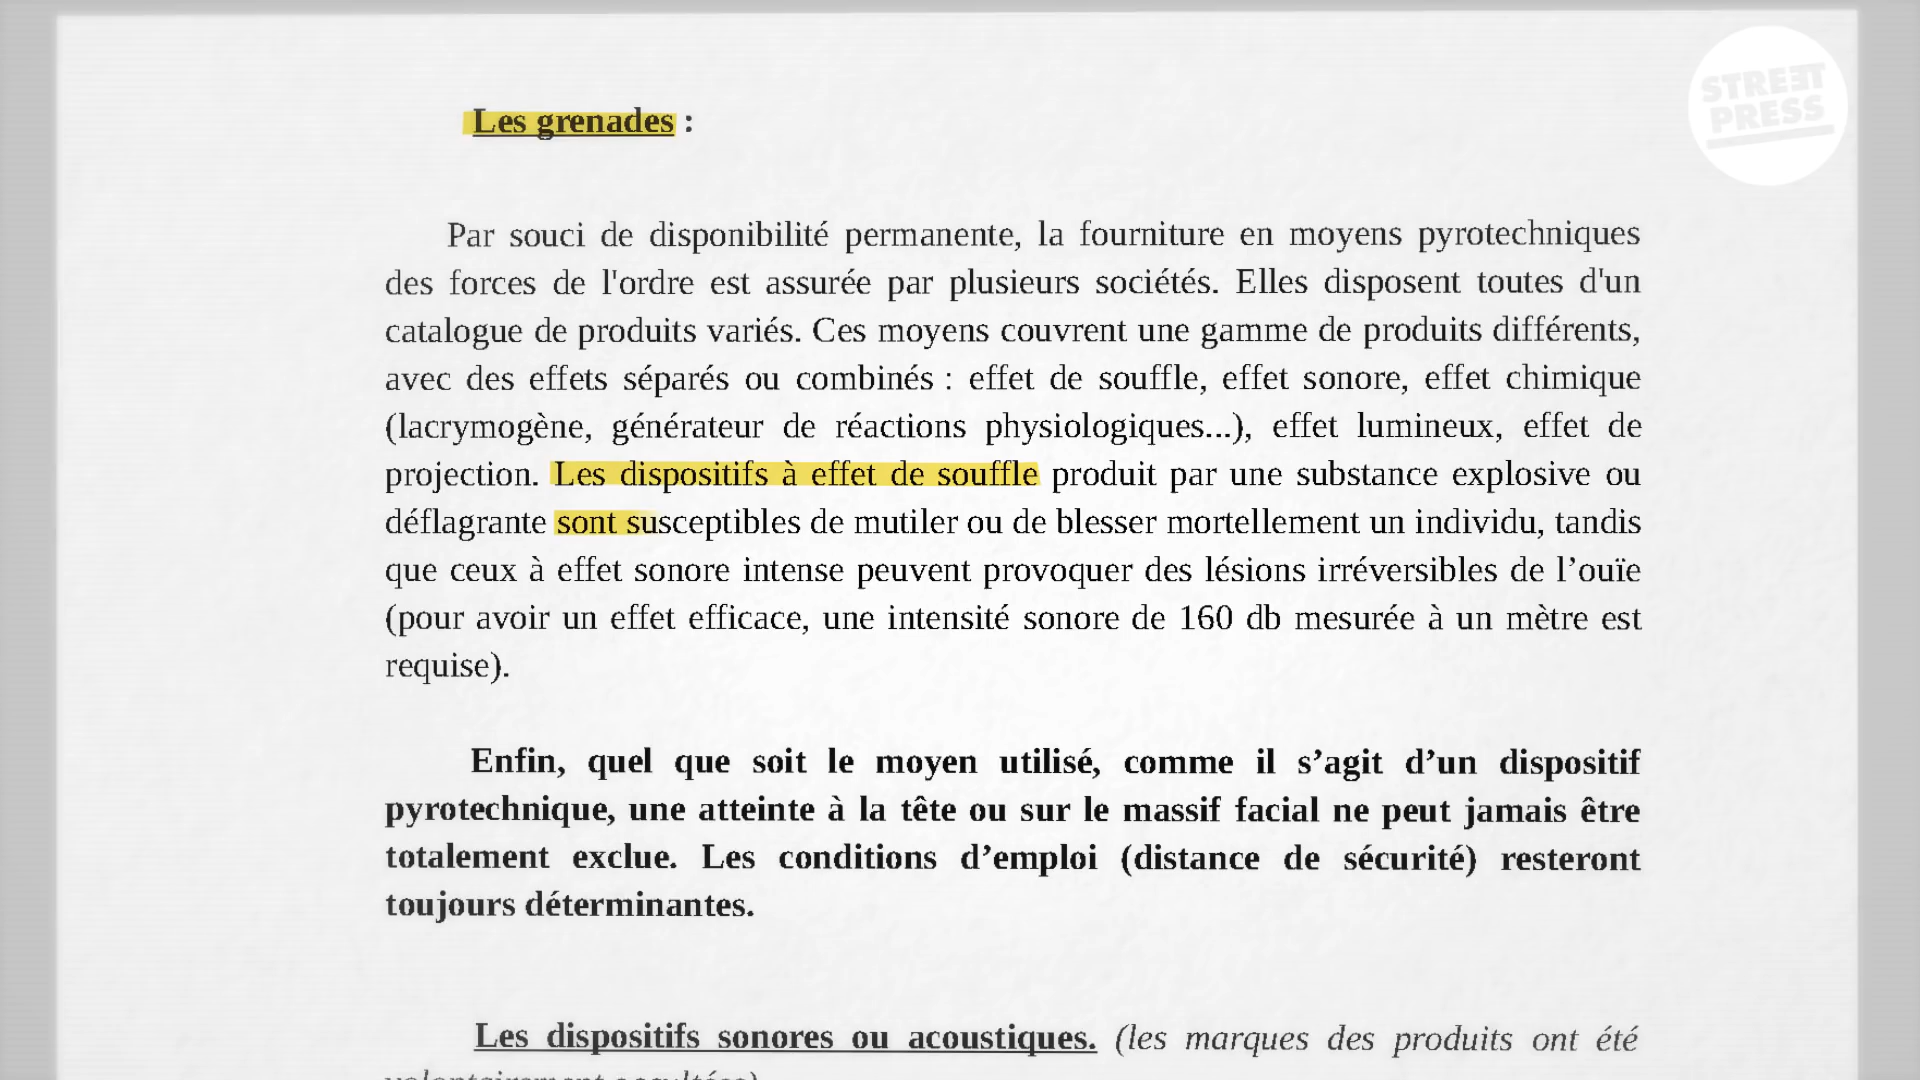 STREET
PRESS
Les grenades :
Par souci de disponibilité permanente, la fourniture en moyens pyrotechniques
des forces de l'ordre est assurée par plusieurs sociétés. Elles disposent toutes d'un
catalogue de produits variés. Ces moyens couvrent une gamme de produits différents,
avec des effets séparés ou combinés : effet de souffle, effet sonore, effet chimique
(lacrymogène, générateur de réactions physiologiques...), effet lumineux, effet de
projection. Les dispositifs à effet de souffle produit par une substance explosive ou
déflagrante sont susceptibles de mutiler ou de blesser mortellement un individu, tandis
que ceux à effet sonore intense peuvent provoquer des lésions irréversibles de l’ouïe
(pour avoir un effet efficace, une intensité sonore de 160 db mesurée à un mètre est
requise).
Enfin, quel que soit le moyen utilisé, comme il s’agit d’un dispositif
pyrotechnique, une atteinte à la tête ou sur le massif facial ne peut jamais être
totalement exclue. Les conditions d’emploi (distance de sécurité) resteront
toujours déterminantes.
Les dispositifs sonores ou acoustiques. (les marques des produits ont été
volontairement occultées)